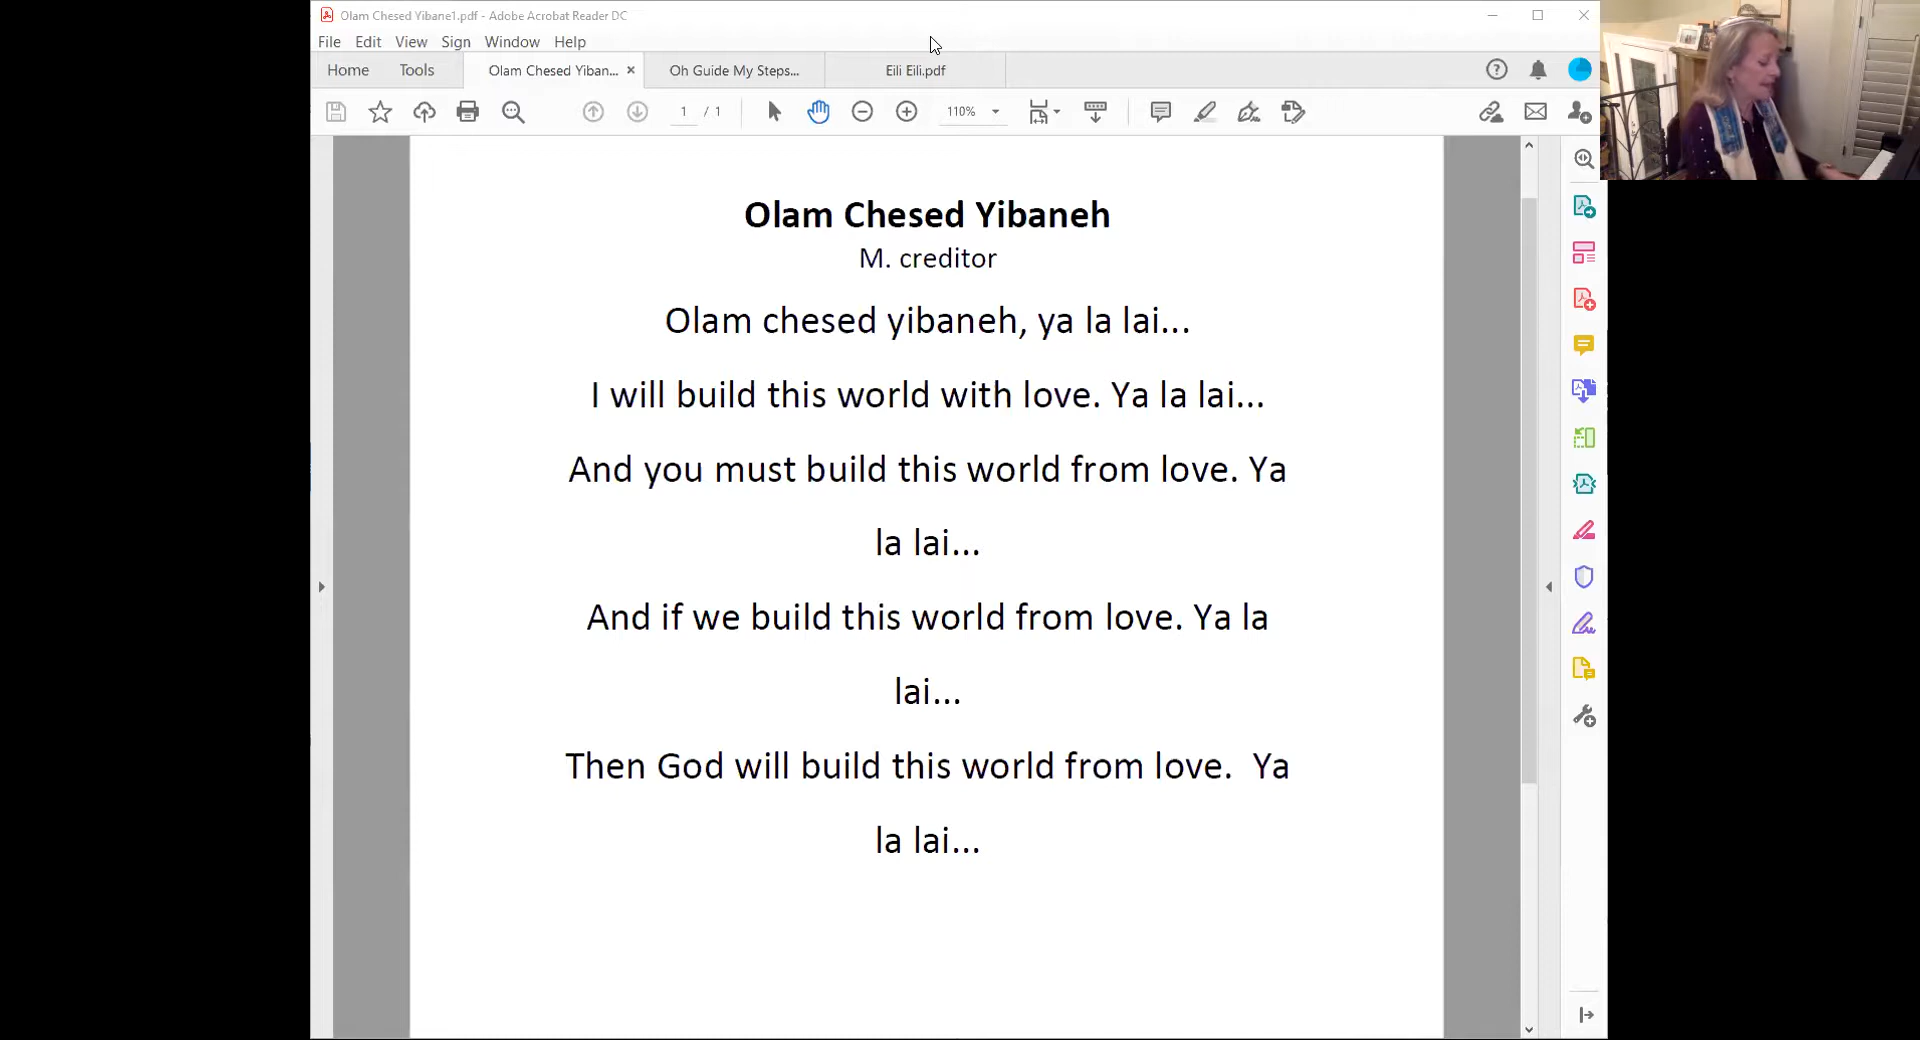 Olam Chesed Yibane1.pdf - Adobe Acrobat Reader DC
File Edit View Sign Window Help
Home Tools Olam Chesed Yiban... × Oh Guide My Steps... Eili Eili.pdf
1 / 1 110%
Olam Chesed Yibaneh
M. creditor
Olam chesed yibaneh, ya la lai...
I will build this world with love. Ya la lai...
And you must build this world from love. Ya
la lai...
And if we build this world from love. Ya la
lai...
Then God will build this world from love.  Ya
la lai...